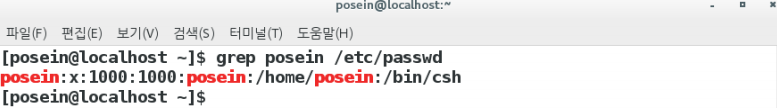 posein@localhost:~
파일(F) 편집(E) 보기(V) 검색(S) 터미널(T) 도움말(H)
[posein@localhost ~]$ grep posein /etc/passwd
posein:x:1000:1000:posein:/home/posein:/bin/csh
[posein@localhost ~]$